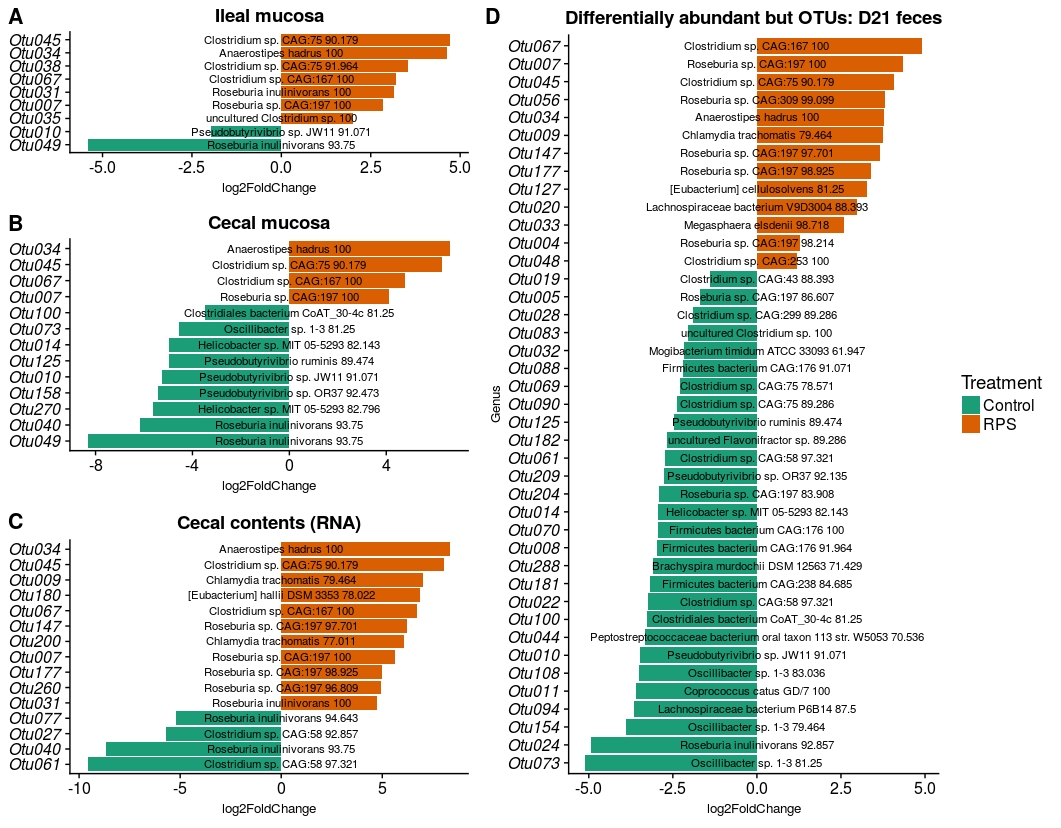 A
Ileal mucosa
Otu045 Clostridium sp. CAG:75 90.179
Otu034 Anaerostipes hadrus 100
Otu038 Clostridium sp. CAG:75 91.964
Otu067 Clostridium sp. CAG:167 100
Otu031 Roseburia inulinivorans 100
Otu007 Roseburia sp. CAG:197 100
Otu035 uncultured Clostridium sp. 100
Otu010 Pseudobutyrivibrio sp. JW11 91.071
Otu049 Roseburia inulinivorans 93.75
-5.0 -2.5 0.0 2.5 5.0
log2FoldChange
B
Cecal mucosa
Otu034 Anaerostipes hadrus 100
Otu045 Clostridium sp. CAG:75 90.179
Otu067 Clostridium sp. CAG:167 100
Otu007 Roseburia sp. CAG:197 100
Otu100 Clostridiales bacterium CoAT_30-4c 81.25
Otu073 Oscillibacter sp. 1-3 81.25
Otu014 Helicobacter sp. MIT 05-5293 82.143
Otu125 Pseudobutyrivibrio ruminis 89.474
Otu010 Pseudobutyrivibrio sp. JW11 91.071
Otu158 Pseudobutyrivibrio sp. OR37 92.473
Otu270 Helicobacter sp. MIT 05-5293 82.796
Otu040 Roseburia inulinivorans 93.75
Otu049 Roseburia inulinivorans 93.75
-8 -4 0 4
log2FoldChange
C
Cecal contents (RNA)
Otu034 Anaerostipes hadrus 100
Otu045 Clostridium sp. CAG:75 90.179
Otu009 Chlamydia trachomatis 79.464
Otu180 [Eubacterium] hallii DSM 3353 78.022
Otu067 Clostridium sp. CAG:167 100
Otu147 Roseburia sp. CAG:197 97.701
Otu200 Chlamydia trachomatis 77.011
Otu007 Roseburia sp. CAG:197 100
Otu177 Roseburia sp. CAG:197 98.925
Otu260 Roseburia sp. CAG:197 96.809
Otu031 Roseburia inulinivorans 100
Otu077 Roseburia inulinivorans 94.643
Otu027 Clostridium sp. CAG:58 92.857
Otu040 Roseburia inulinivorans 93.75
Otu061 Clostridium sp. CAG:58 97.321
-10 -5 0 5
log2FoldChange
D
Differentially abundant but OTUs: D21 feces
Genus
Otu067 Clostridium sp. CAG:167 100
Otu007 Roseburia sp. CAG:197 100
Otu045 Clostridium sp. CAG:75 90.179
Otu056 Roseburia sp. CAG:309 99.099
Otu034 Anaerostipes hadrus 100
Otu009 Chlamydia trachomatis 79.464
Otu147 Roseburia sp. CAG:197 97.701
Otu177 Roseburia sp. CAG:197 98.925
Otu127 [Eubacterium] cellulosolvens 81.25
Otu020 Lachnospiraceae bacterium V9D3004 88.393
Otu033 Megasphaera elsdenii 98.718
Otu004 Roseburia sp. CAG:197 98.214
Otu048 Clostridium sp. CAG:253 100
Otu019 Clostridium sp. CAG:43 88.393
Otu005 Roseburia sp. CAG:197 86.607
Otu028 Clostridium sp. CAG:299 89.286
Otu083 uncultured Clostridium sp. 100
Otu032 Mogibacterium timidum ATCC 33093 61.947
Otu088 Firmicutes bacterium CAG:176 91.071
Otu069 Clostridium sp. CAG:75 78.571
Otu090 Clostridium sp. CAG:75 89.286
Otu125 Pseudobutyrivibrio ruminis 89.474
Otu182 uncultured Flavonifractor sp. 89.286
Otu061 Clostridium sp. CAG:58 97.321
Otu209 Pseudobutyrivibrio sp. OR37 92.135
Otu204 Roseburia sp. CAG:197 83.908
Otu014 Helicobacter sp. MIT 05-5293 82.143
Otu070 Firmicutes bacterium CAG:176 100
Otu008 Firmicutes bacterium CAG:176 91.964
Otu288 Brachyspira murdochii DSM 12563 71.429
Otu181 Firmicutes bacterium CAG:238 84.685
Otu022 Clostridium sp. CAG:58 97.321
Otu100 Clostridiales bacterium CoAT_30-4c 81.25
Otu044 Peptostreptococcaceae bacterium oral taxon 113 str. W5053 70.536
Otu010 Pseudobutyrivibrio sp. JW11 91.071
Otu108 Oscillibacter sp. 1-3 83.036
Otu011 Coprococcus catus GD/7 100
Otu094 Lachnospiraceae bacterium P6B14 87.5
Otu154 Oscillibacter sp. 1-3 79.464
Otu024 Roseburia inulinivorans 92.857
Otu073 Oscillibacter sp. 1-3 81.25
-5.0 -2.5 0.0 2.5 5.0
log2FoldChange
Treatment
Control
RPS